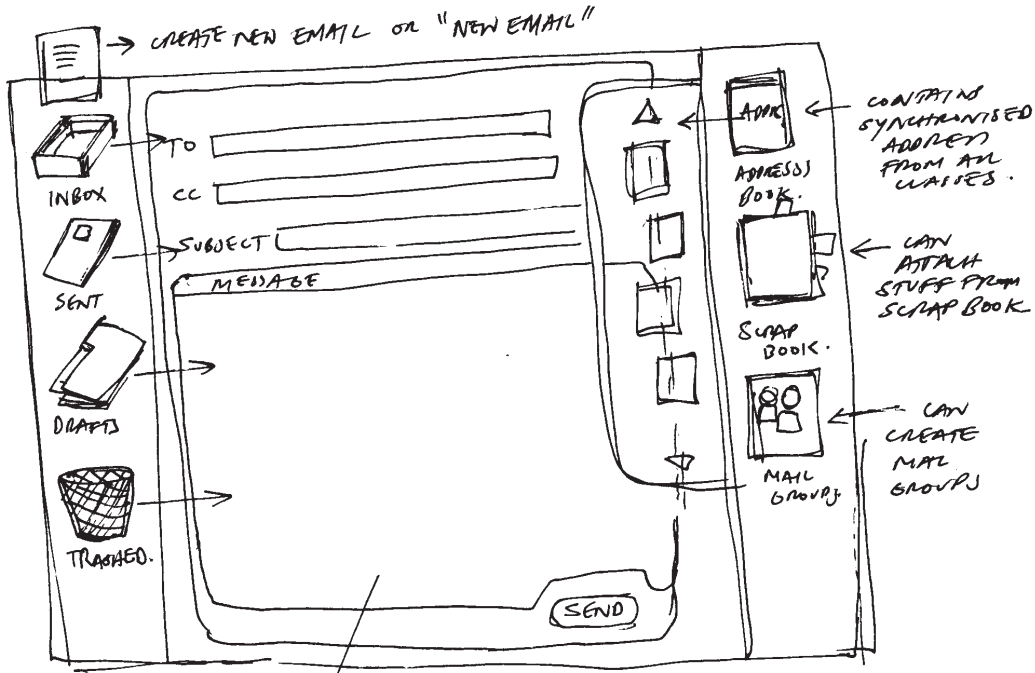 CREATE NEW EMAIL OR "NEW EMAIL"
INBOX
SENT
DRAFTS
TRASHED.
TO
CC
SUBJECT
MESSAGE
SEND
ADDR
ADDRESS
BOOK.
SCRAP
BOOK.
MAIL
GROUPS
CONTAINS
SYNCHRONISED
ADDRESS
FROM ALL
CLASSES.
CAN
ATTACH
STUFF FROM
SCRAP BOOK
CAN
CREATE
MAIL
GROUPS